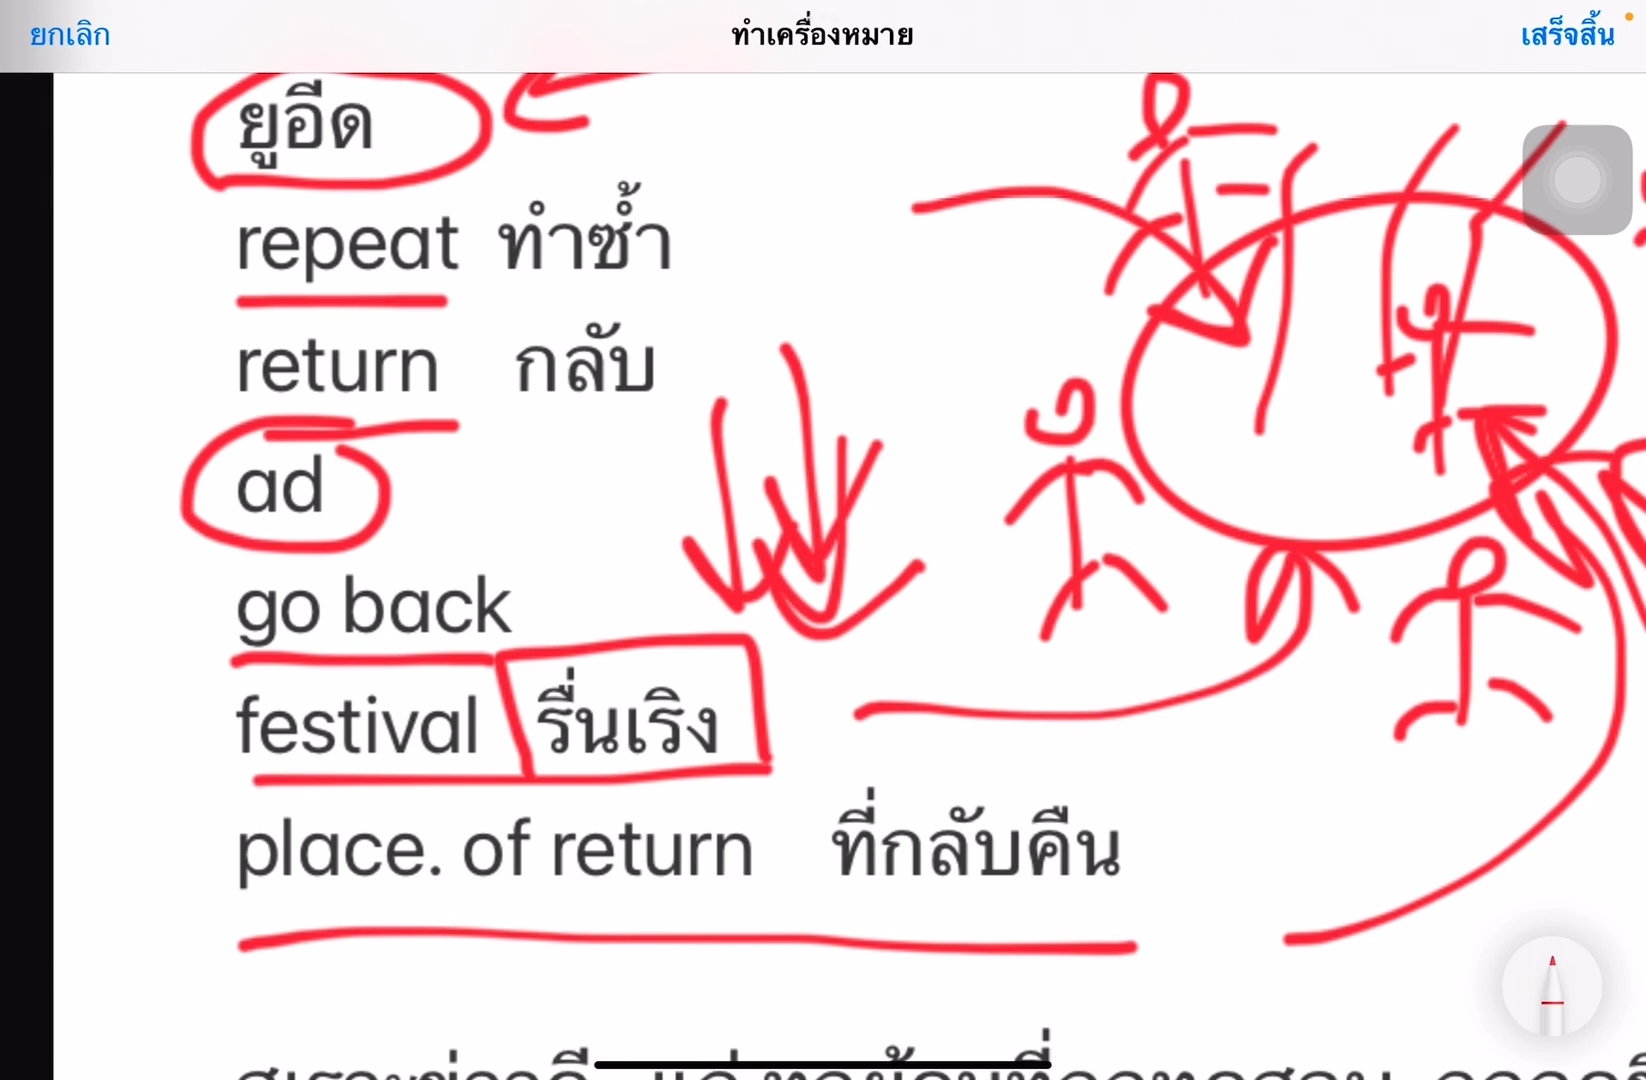 ยกเลิก ทำเครื่องหมาย เสร็จสิ้น
ยูอีด
repeat ทำซ้ำ
return กลับ
ad
go back
festival รื่นเริง
place. of return ที่กลับคืน